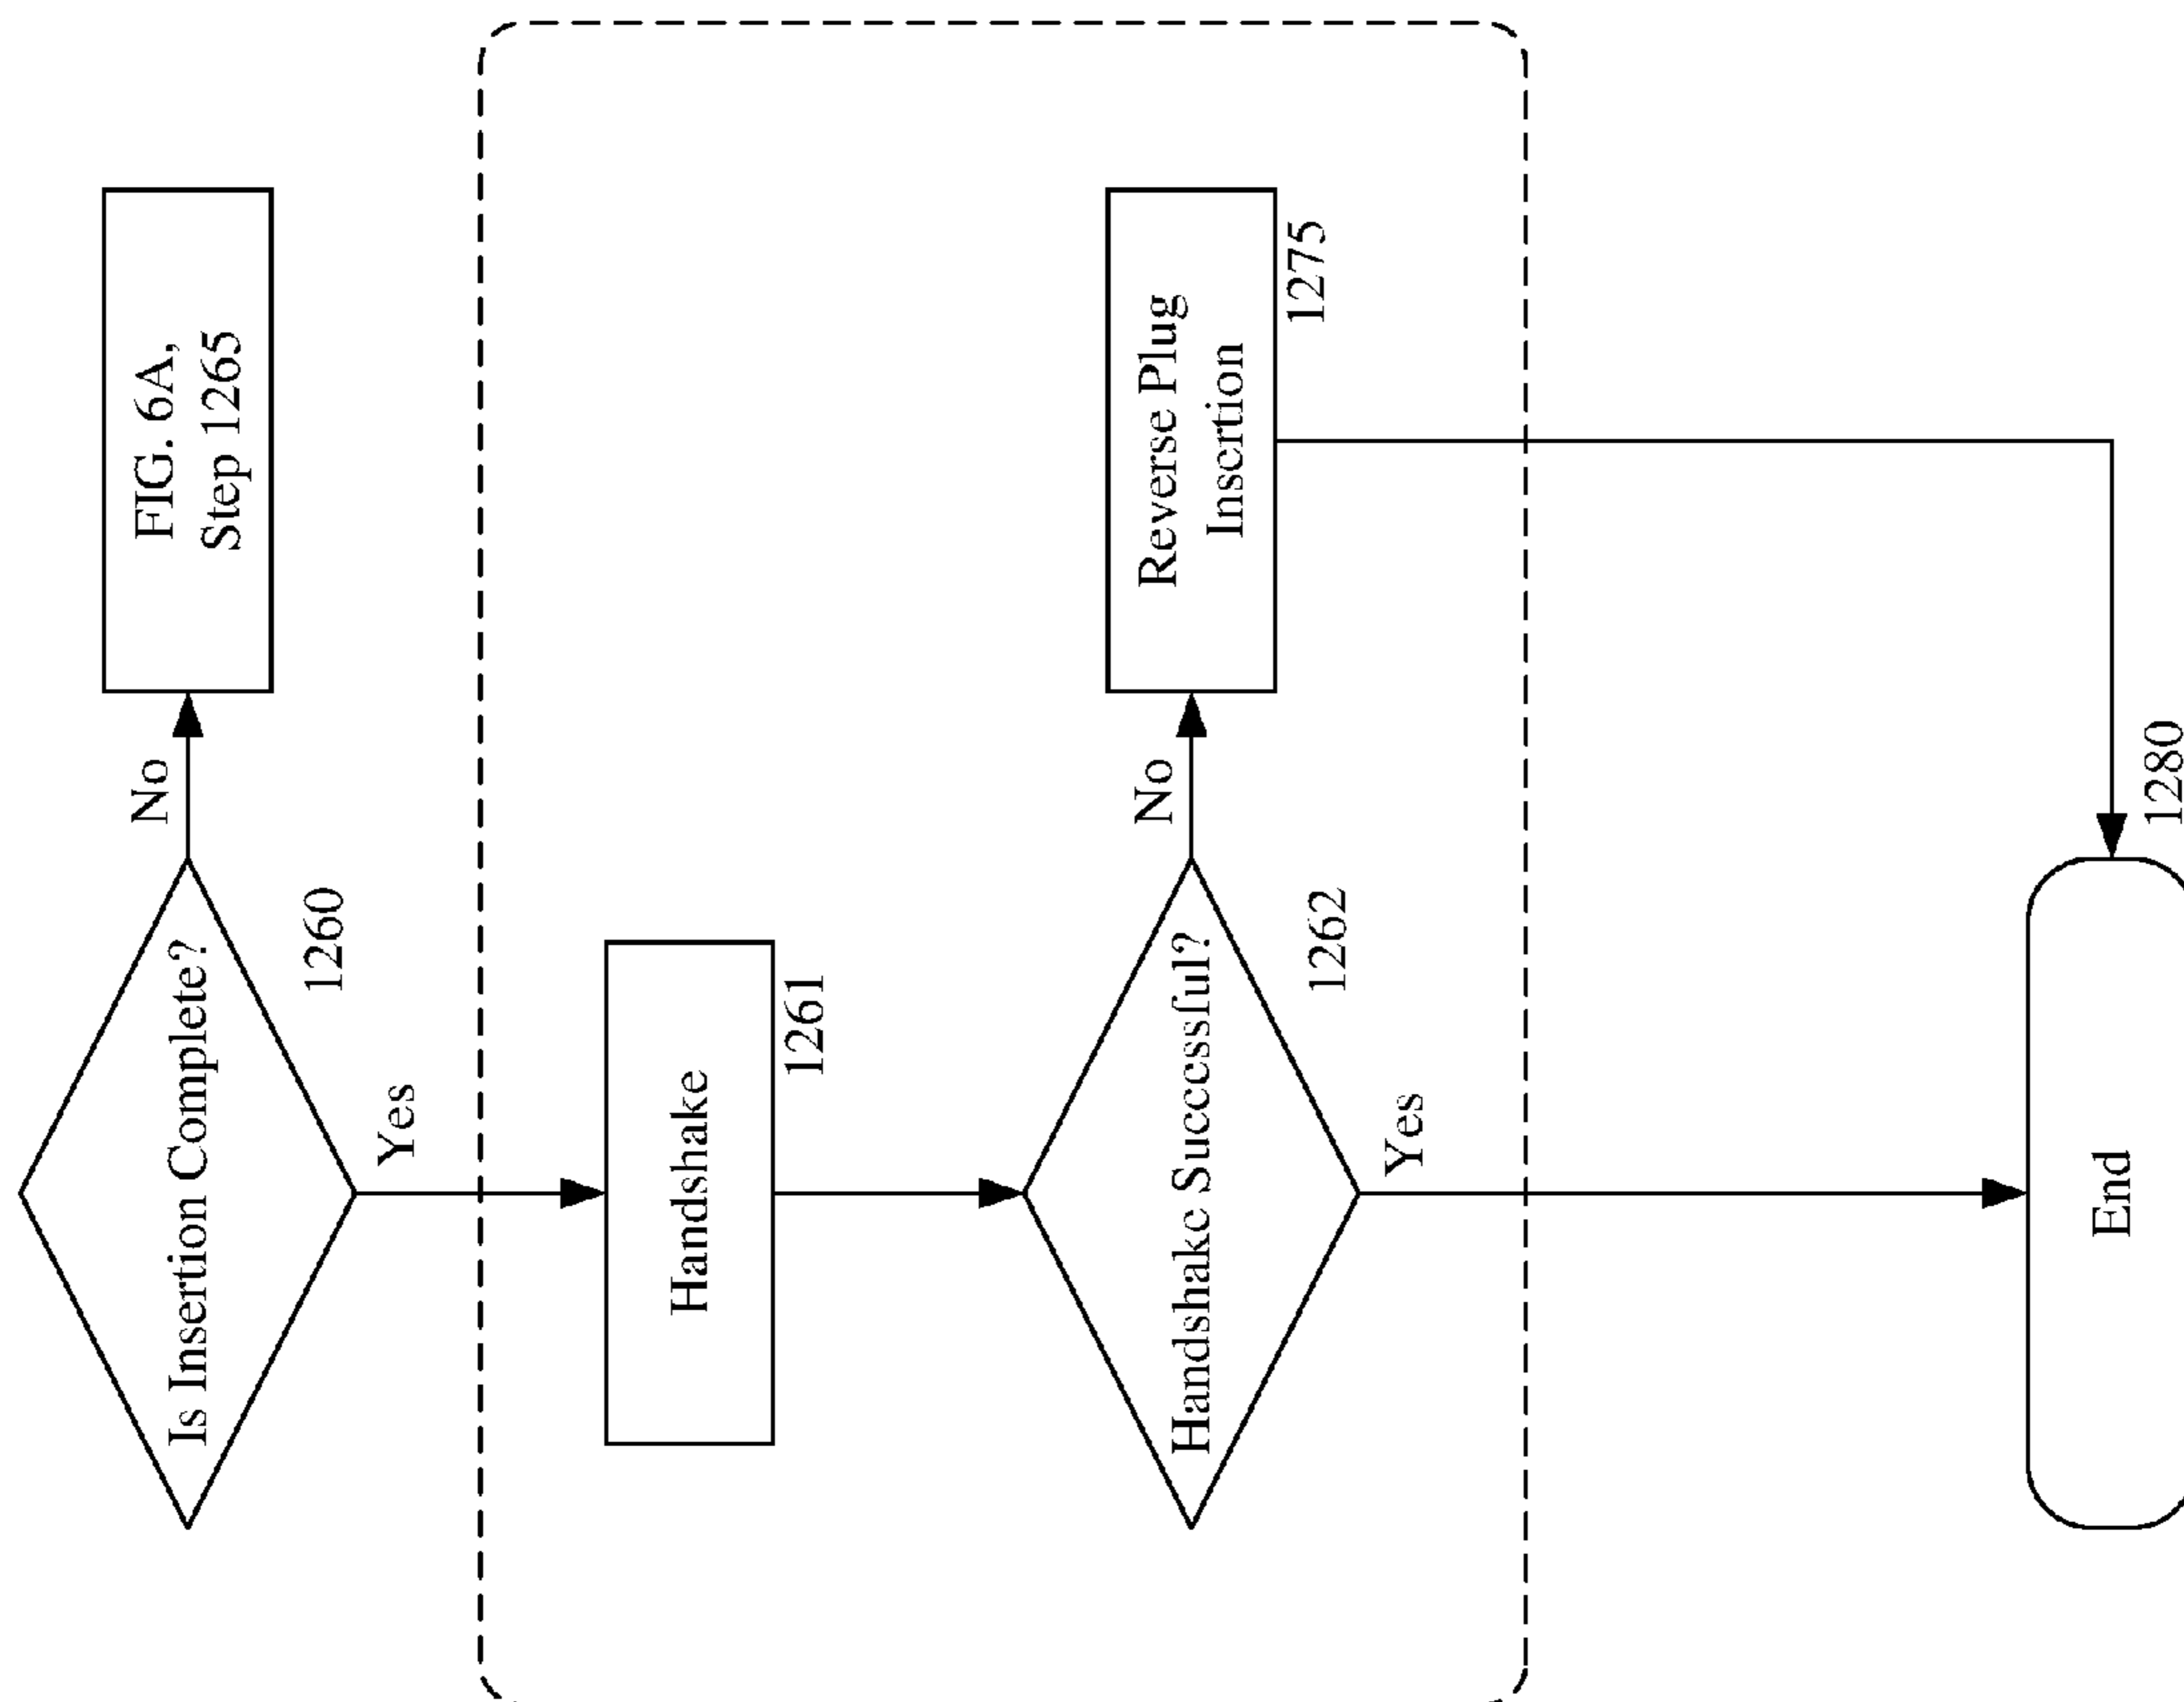 Is Insertion Complete?
1260
No
FIG. 6A,
Step 1265
Yes
Handshake
1261
Handshake Successful?
1262
No
Reverse Plug
Insertion
1275
Yes
End
1280